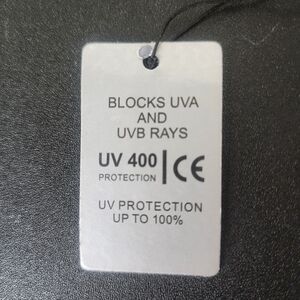 BLOCKS UVA
AND
UVB RAYS
UV 400
PROTECTION
CE
UV PROTECTION
UP TO 100%